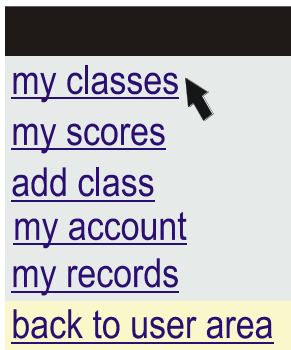 my classes
my scores
add class
my account
my records
back to user area